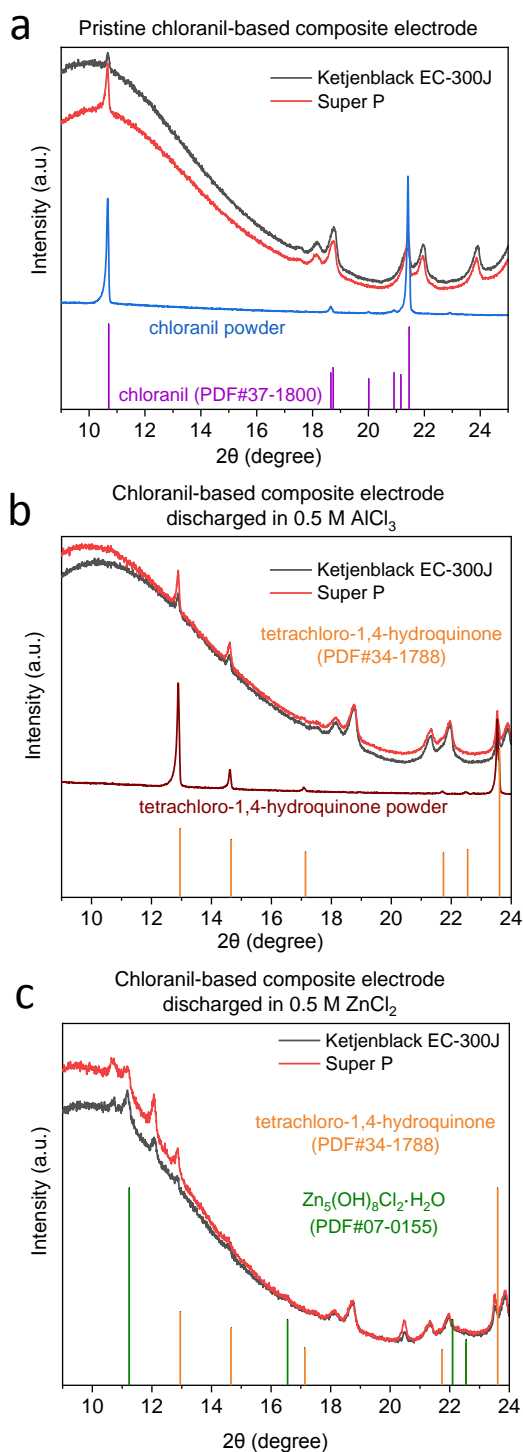 a
Pristine chloranil-based composite electrode
Ketjenblack EC-300J
Super P
Intensity (a.u.)
chloranil powder
chloranil (PDF#37-1800)
10 12 14 16 18 20 22 24
2θ (degree)
b
Chloranil-based composite electrode
discharged in 0.5 M AlCl₃
Ketjenblack EC-300J
Super P
tetrachloro-1,4-hydroquinone
(PDF#34-1788)
Intensity (a.u.)
tetrachloro-1,4-hydroquinone powder
10 12 14 16 18 20 22 24
2θ (degree)
c
Chloranil-based composite electrode
discharged in 0.5 M ZnCl₂
Ketjenblack EC-300J
Super P
tetrachloro-1,4-hydroquinone
(PDF#34-1788)
Intensity (a.u.)
Zn₅(OH)₈Cl₂·H₂O
(PDF#07-0155)
10 12 14 16 18 20 22 24
2θ (degree)